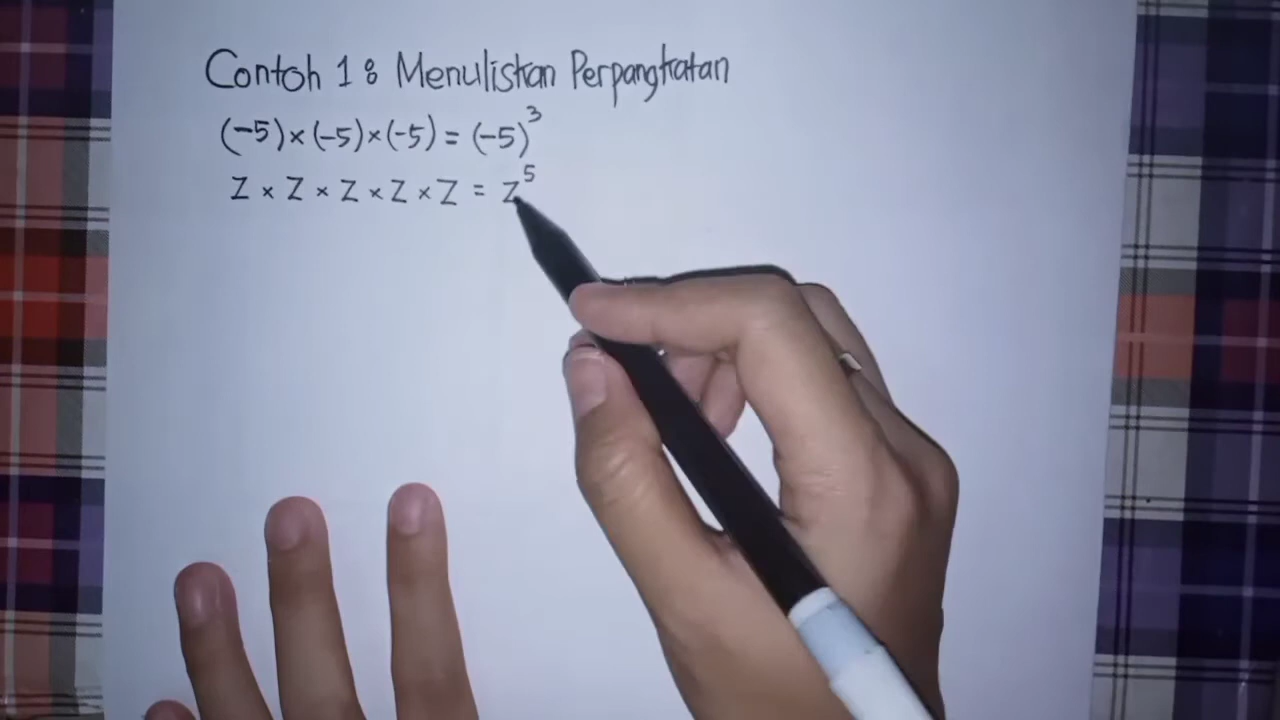 Contoh 1 : Menuliskan Perpangkatan
(-5)×(-5)×(-5) = (-5)³
Z × Z × Z × Z × Z = Z⁵